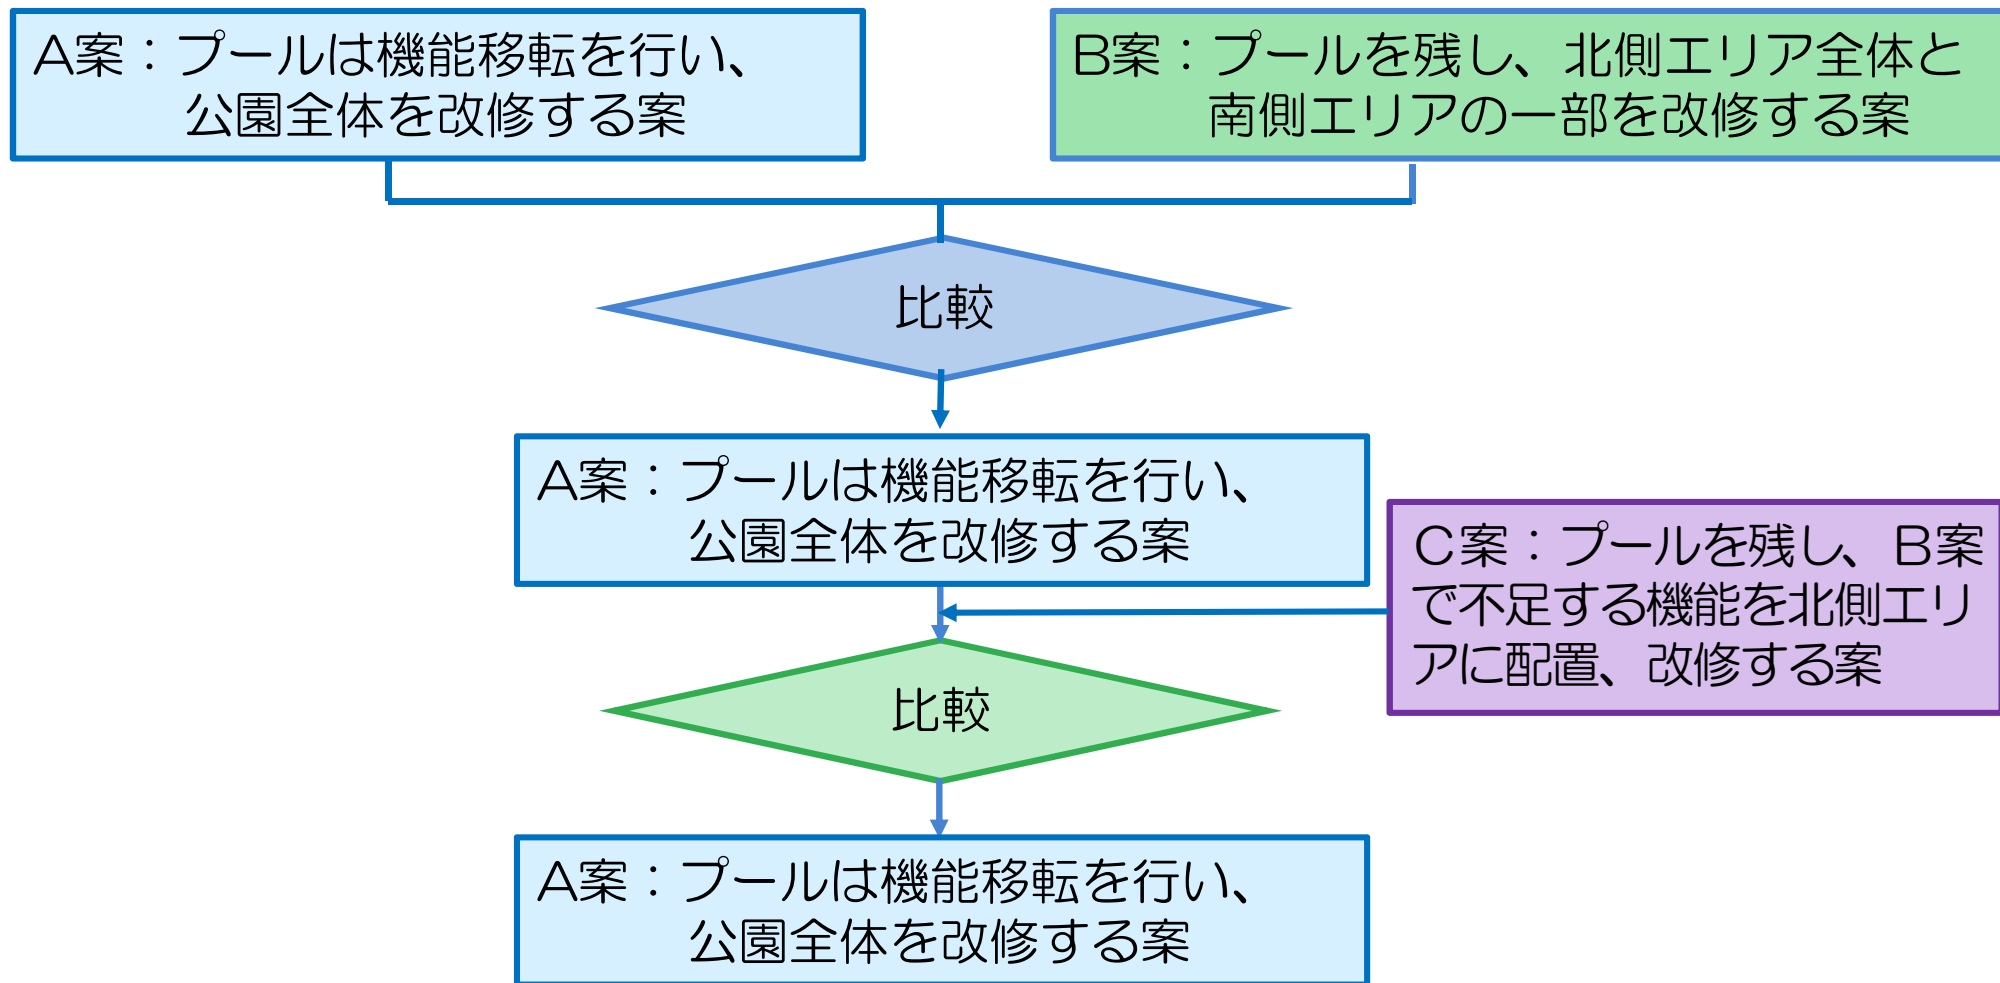 A案：プールは機能移転を行い、
公園全体を改修する案
B案：プールを残し、北側エリア全体と
南側エリアの一部を改修する案
比較
A案：プールは機能移転を行い、
公園全体を改修する案
C案：プールを残し、B案
で不足する機能を北側エリ
アに配置、改修する案
比較
A案：プールは機能移転を行い、
公園全体を改修する案